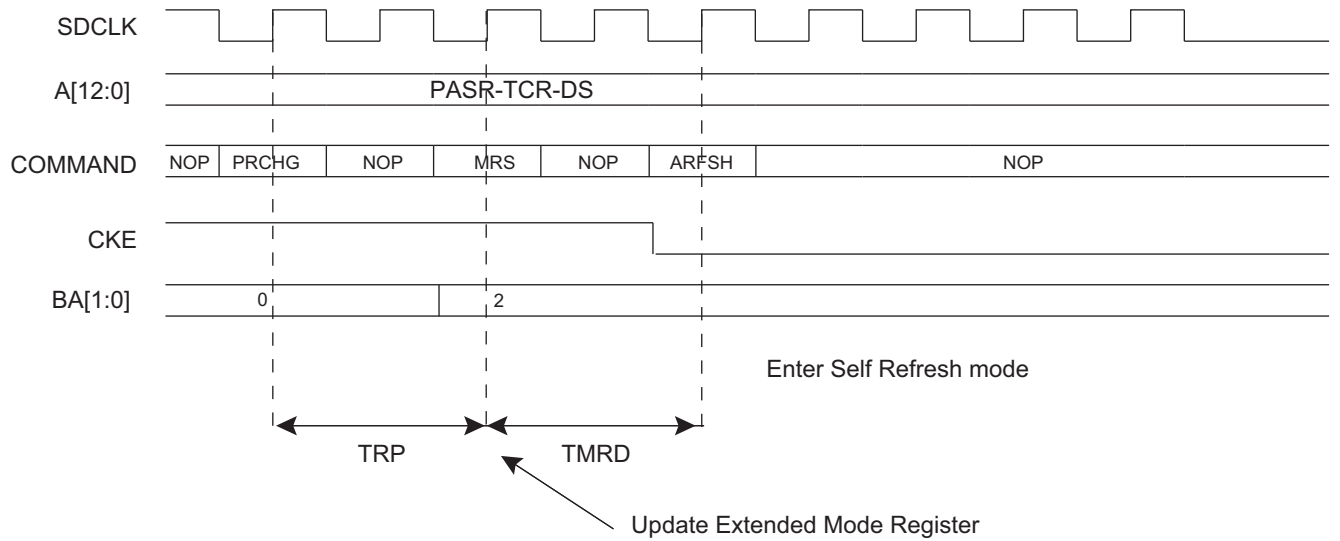 SDCLK
A[12:0] PASR-TCR-DS
COMMAND NOP PRCHG NOP MRS NOP ARFSH NOP
CKE
BA[1:0] 0 2
Enter Self Refresh mode
TRP TMRD
Update Extended Mode Register